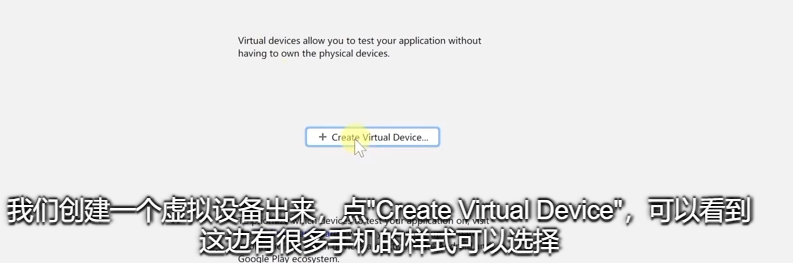 Virtual devices allow you to test your application without
having to own the physical devices.
+ Create Virtual Device...
which devices to test your application on, visit
我们创建一个虚拟设备出来，点"Create Virtual Device"，可以看到
这边有很多手机的样式可以选择
Google Play ecosystem.